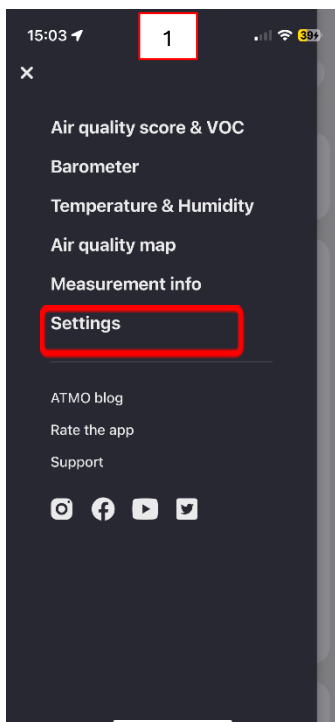 15:03
1
39
×
Air quality score & VOC
Barometer
Temperature & Humidity
Air quality map
Measurement info
Settings
ATMO blog
Rate the app
Support